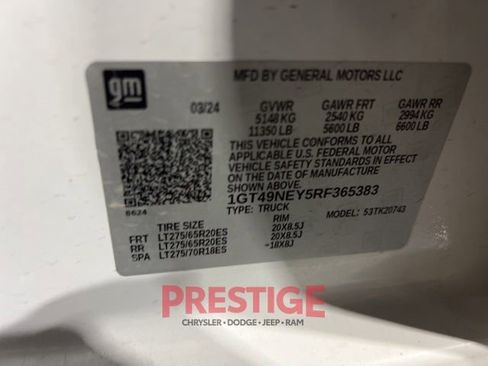 gm
MFD BY GENERAL MOTORS LLC
03/24
GVWR GAWR FRT GAWR RR
5148 KG 2540 KG 2994 KG
11350 LB 5600 LB 6600 LB
THIS VEHICLE CONFORMS TO ALL
APPLICABLE U.S. FEDERAL MOTOR
VEHICLE SAFETY STANDARDS IN EFFECT
ON THE DATE OF MANUFACTURE SHOWN ABOVE
1GT49NEY5RF365383
TYPE: TRUCK MODEL: 53TK20743
8624
TIRE SIZE RIM
FRT LT275/65R20ES 20X8.5J
RR LT275/65R20ES 20X8.5J
SPA LT275/70R18ES ~18X8J
PRESTIGE
CHRYSLER • DODGE • JEEP • RAM